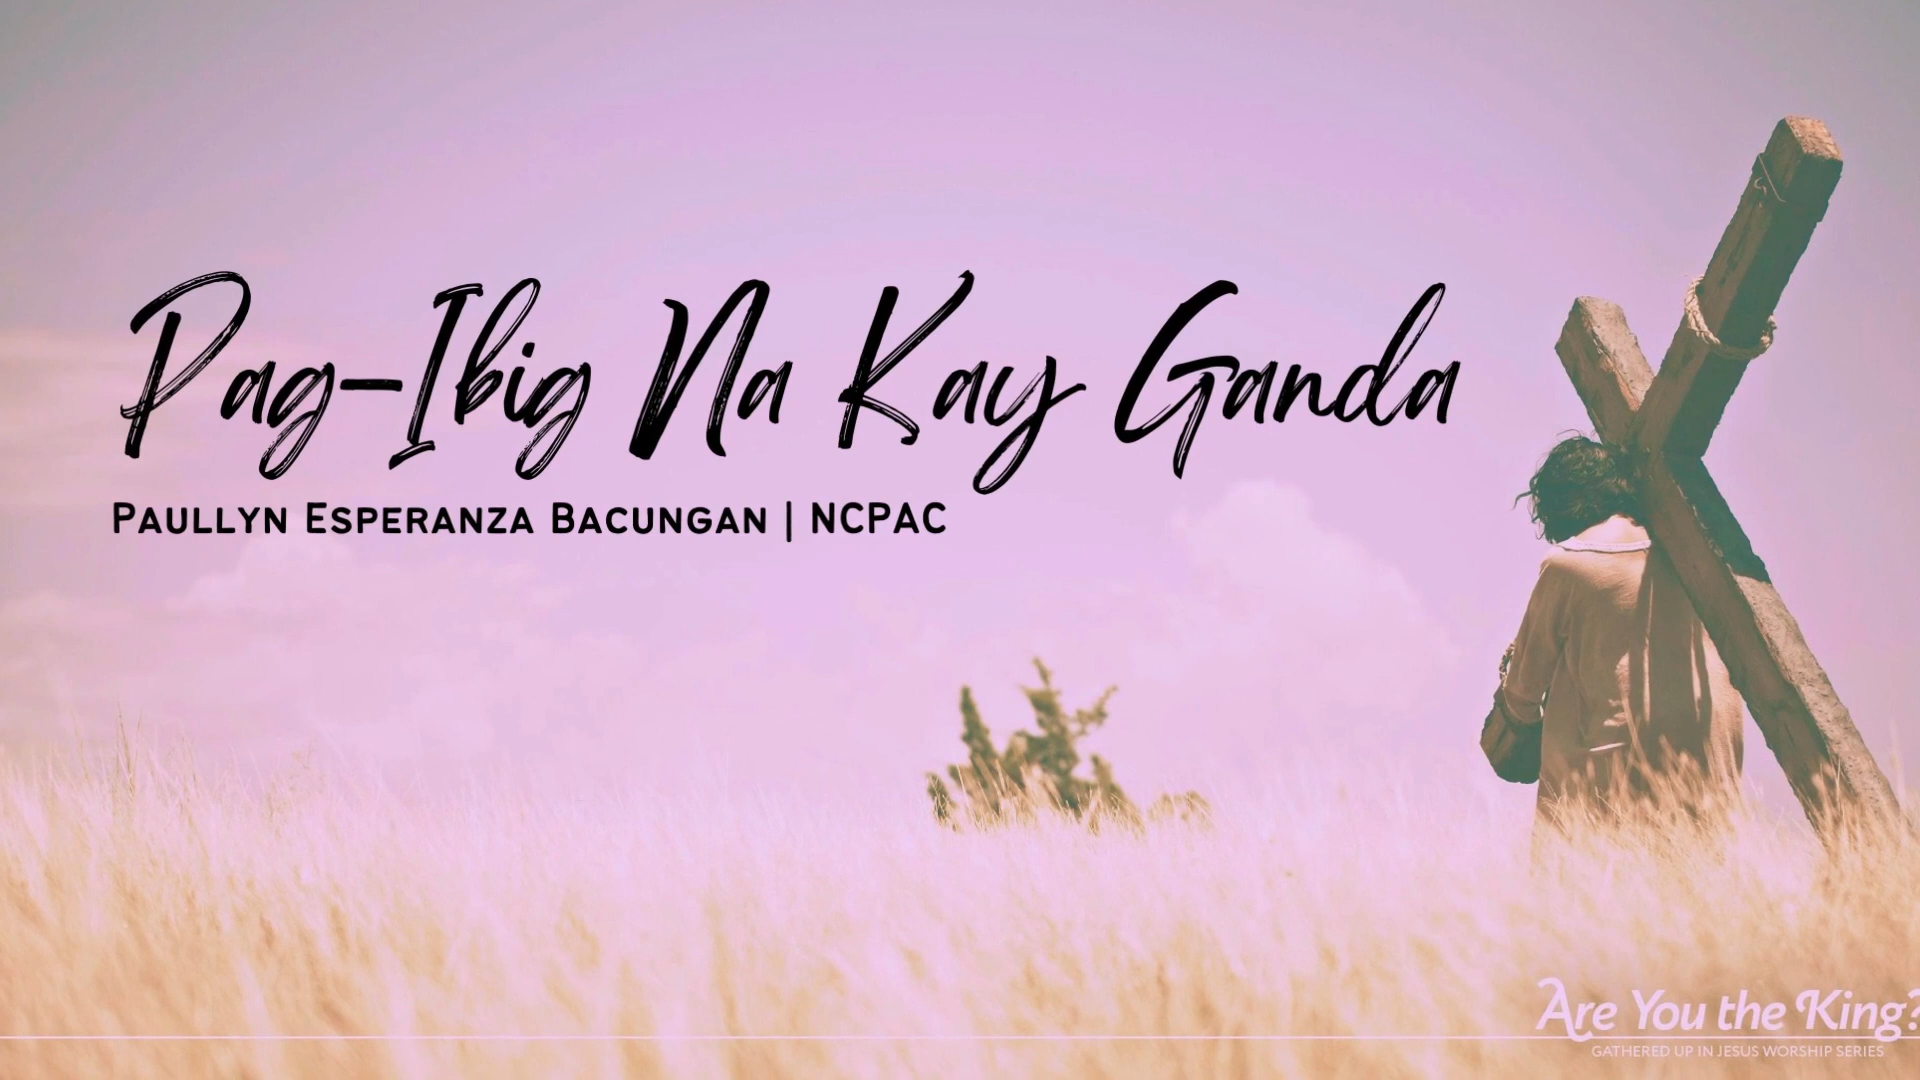 Pag-Ibig Na Kay Ganda
Paullyn Esperanza Bacungan | NCPAC
Are You the King?
GATHERED UP IN JESUS WORSHIP SERIES